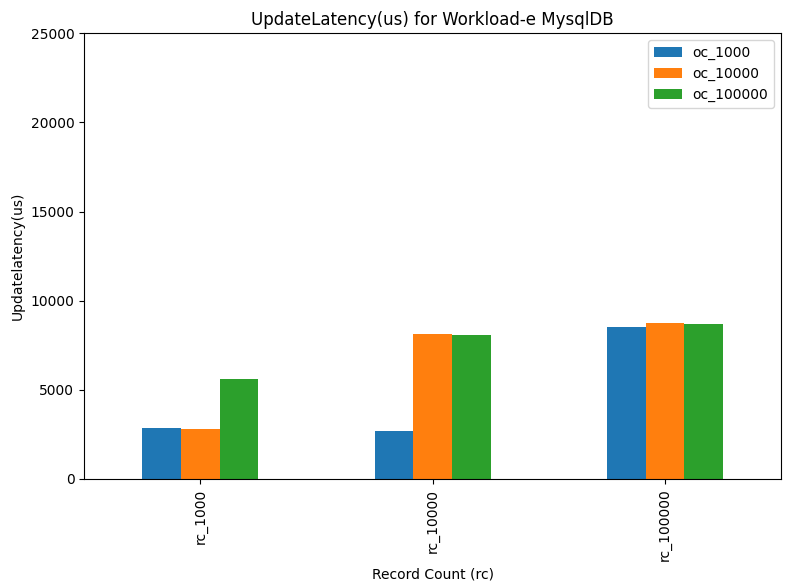 UpdateLatency(us) for Workload-e MysqlDB
25000
20000
15000
10000
5000
0
Updatelatency(us)
oc_1000
oc_10000
oc_100000
rc_1000
rc_10000
rc_100000
Record Count (rc)